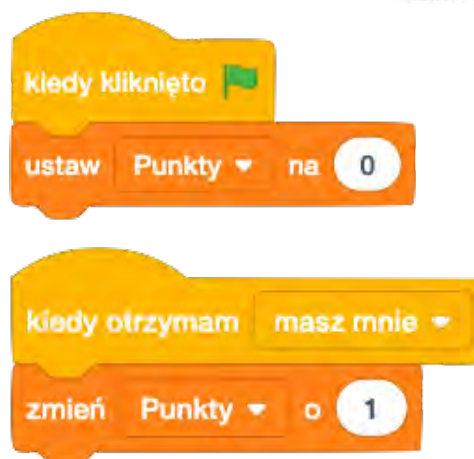 kiedy kliknięto
ustaw Punkty na 0
kiedy otrzymam masz mnie
zmień Punkty o 1